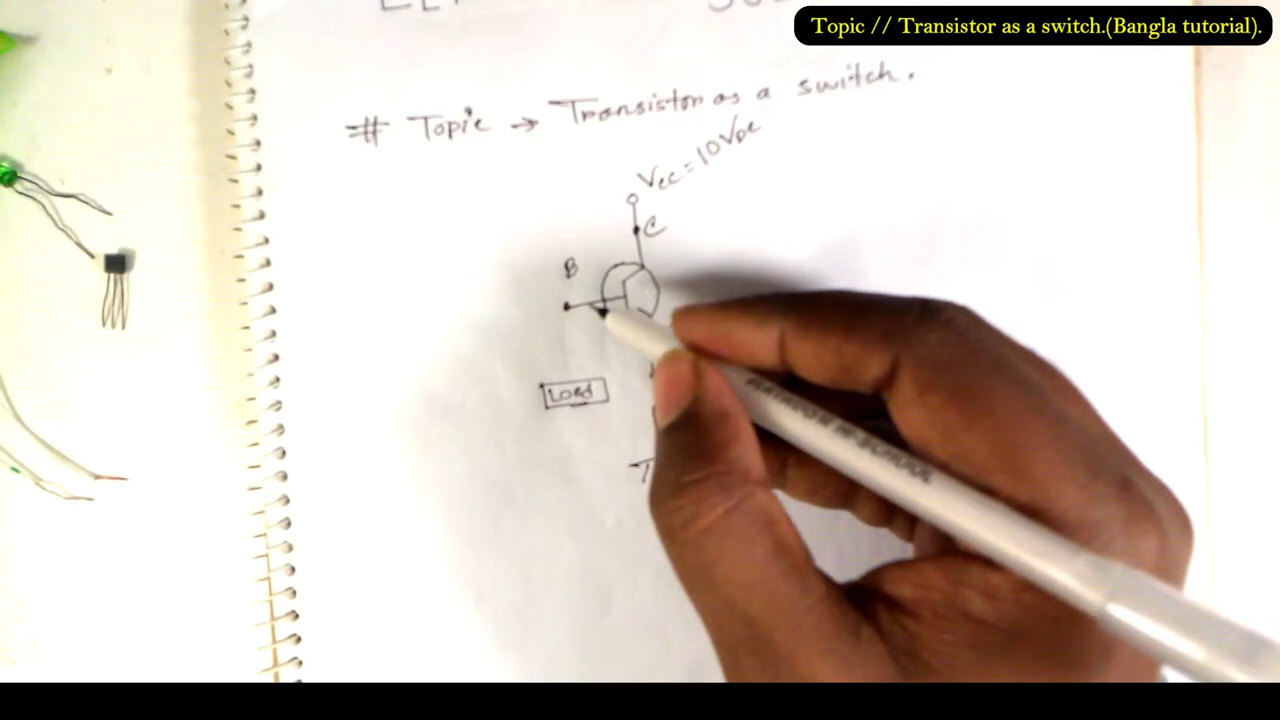 Topic // Transistor as a switch.(Bangla tutorial).
# Topic → Transistor as a switch.
Vcc = 10VDC
C
B
LOAD